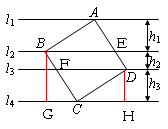 l₁ A
h₁
l₂ B E
h₂
l₃ F D
h₃
l₄ C
G H